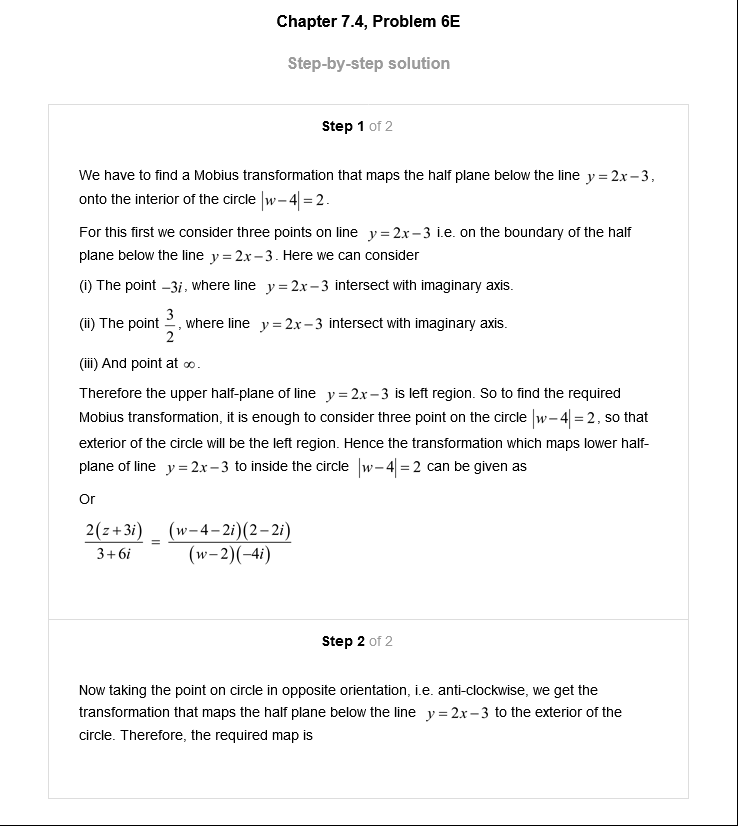 Chapter 7.4, Problem 6E
Step-by-step solution
Step 1 of 2
We have to find a Mobius transformation that maps the half plane below the line y = 2x − 3,
onto the interior of the circle |w − 4| = 2.
For this first we consider three points on line y = 2x − 3 i.e. on the boundary of the half
plane below the line y = 2x − 3. Here we can consider
(i) The point −3i, where line y = 2x − 3 intersect with imaginary axis.
(ii) The point 3/2, where line y = 2x − 3 intersect with imaginary axis.
(iii) And point at ∞.
Therefore the upper half-plane of line y = 2x − 3 is left region. So to find the required
Mobius transformation, it is enough to consider three point on the circle |w − 4| = 2, so that
exterior of the circle will be the left region. Hence the transformation which maps lower half-
plane of line y = 2x − 3 to inside the circle |w − 4| = 2 can be given as
Or
2(z + 3i)/(3 + 6i) = (w − 4 − 2i)(2 − 2i)/(w − 2)(−4i)
Step 2 of 2
Now taking the point on circle in opposite orientation, i.e. anti-clockwise, we get the
transformation that maps the half plane below the line y = 2x − 3 to the exterior of the
circle. Therefore, the required map is